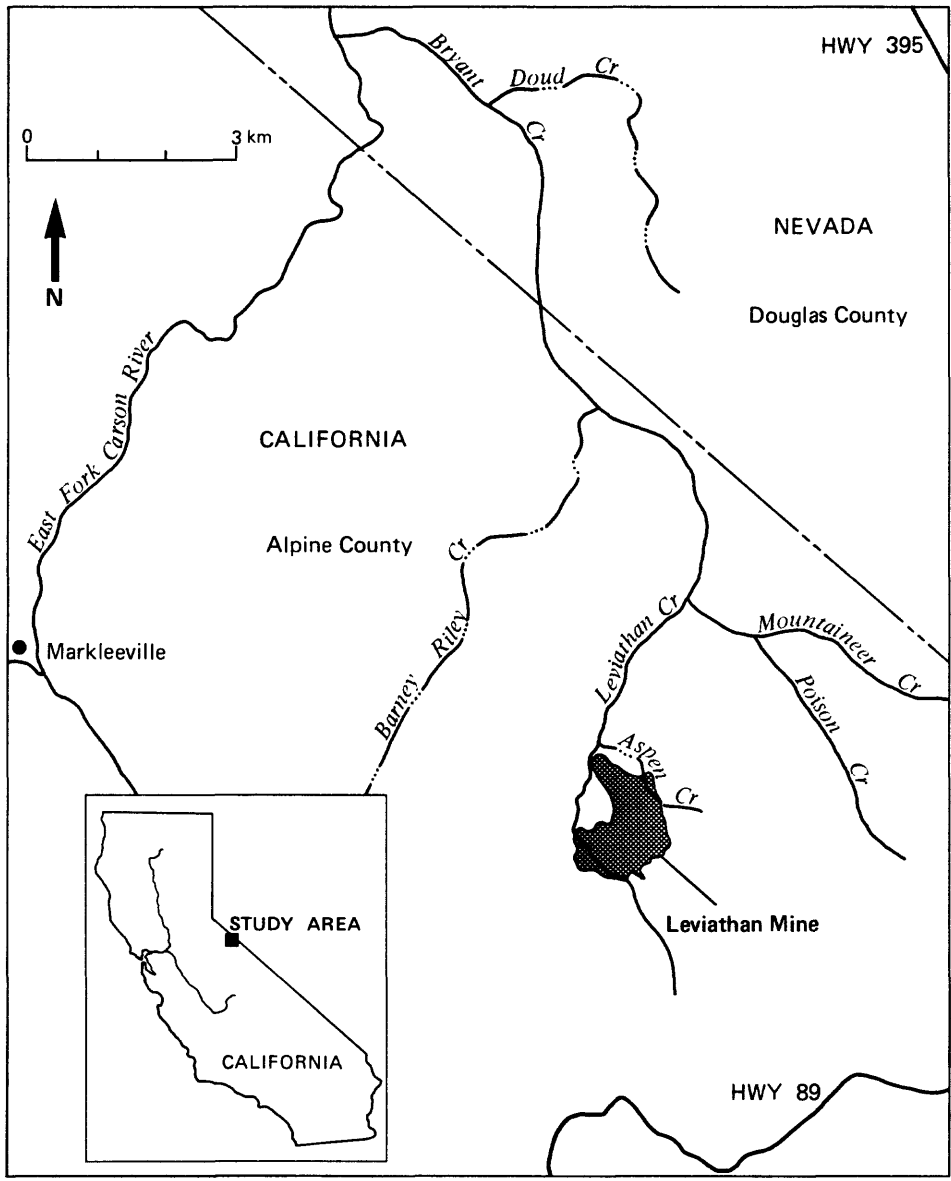 HWY 395
Bryant Cr
Doud Cr
0 3 km
N
NEVADA
Douglas County
East Fork Carson River
CALIFORNIA
Alpine County
Barney Riley Cr
Leviathan Cr
Mountaineer Cr
Poison Cr
Markleeville
Aspen Cr
Leviathan Mine
STUDY AREA
CALIFORNIA
HWY 89